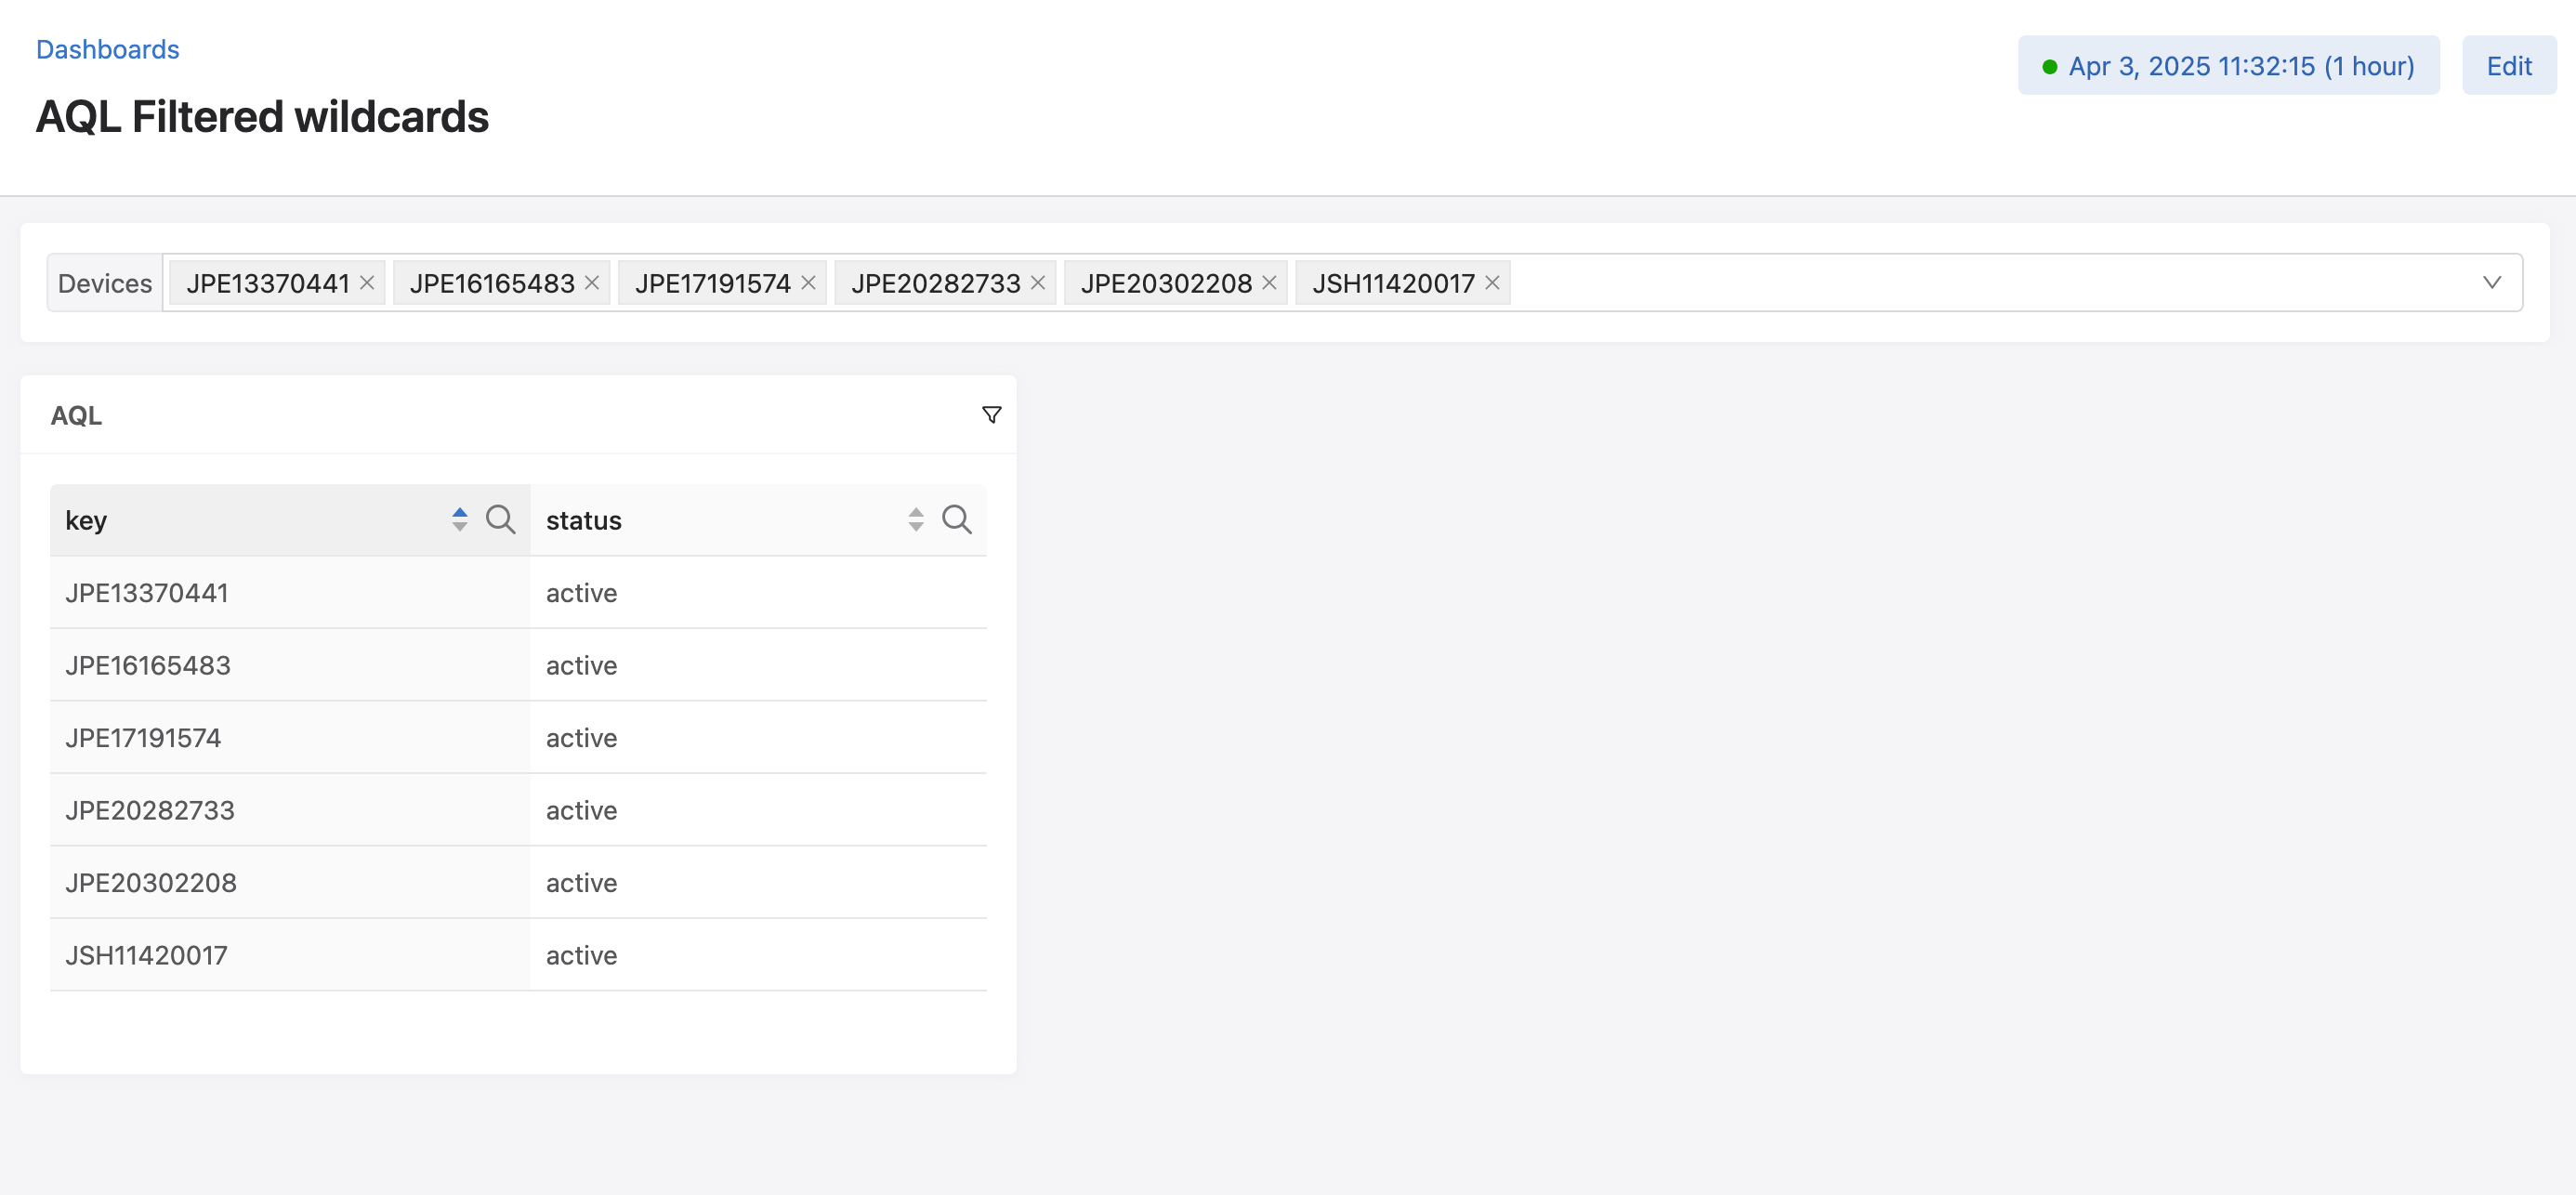 Dashboards
Apr 3, 2025 11:32:15 (1 hour) Edit
AQL Filtered wildcards
Devices JPE13370441 JPE16165483 JPE17191574 JPE20282733 JPE20302208 JSH11420017
AQL
key status
JPE13370441 active
JPE16165483 active
JPE17191574 active
JPE20282733 active
JPE20302208 active
JSH11420017 active